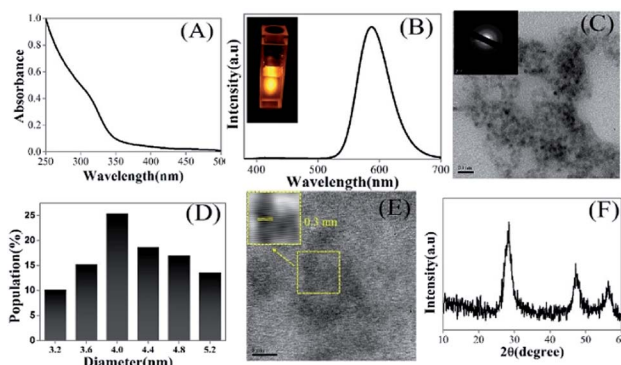 (A)
Absorbance
1.0
0.8
0.6
0.4
0.2
0.0
250 300 350 400 450 500
Wavelength(nm)
(B)
Intensity(a.u)
400 500 600 700
Wavelength(nm)
(C)
(D)
Population(%)
25
20
15
10
5
0
3.2 3.6 4.0 4.4 4.8 5.2
Diameter(nm)
(E)
0.3 nm
(F)
Intensity(a.u)
10 20 30 40 50 60
2θ(degree)